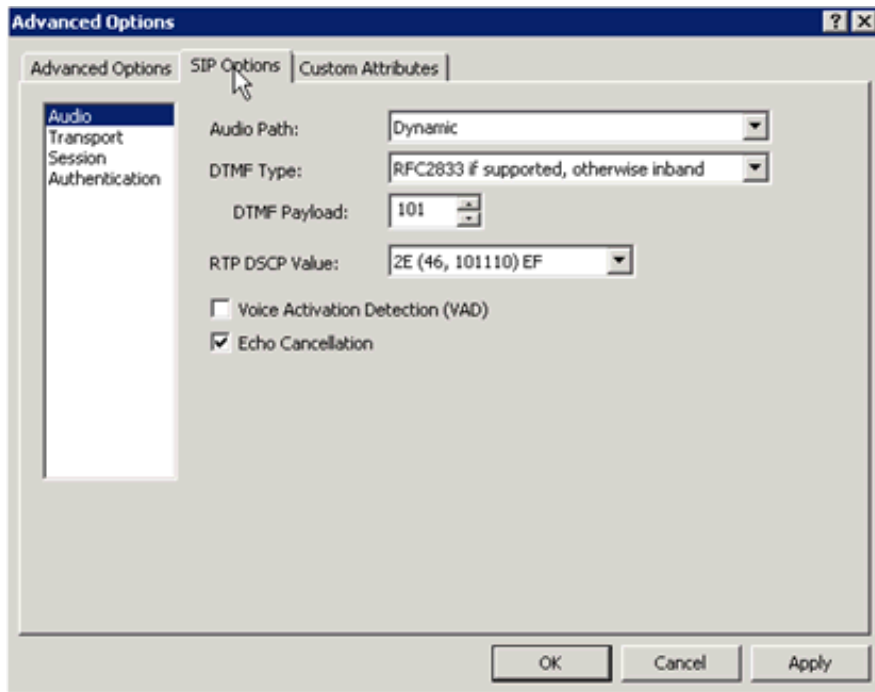 Advanced Options
Advanced Options SIP Options Custom Attributes
Audio
Transport
Session
Authentication
Audio Path: Dynamic
DTMF Type: RFC2833 if supported, otherwise inband
DTMF Payload: 101
RTP DSCP Value: 2E (46, 101110) EF
Voice Activation Detection (VAD)
Echo Cancellation
OK Cancel Apply